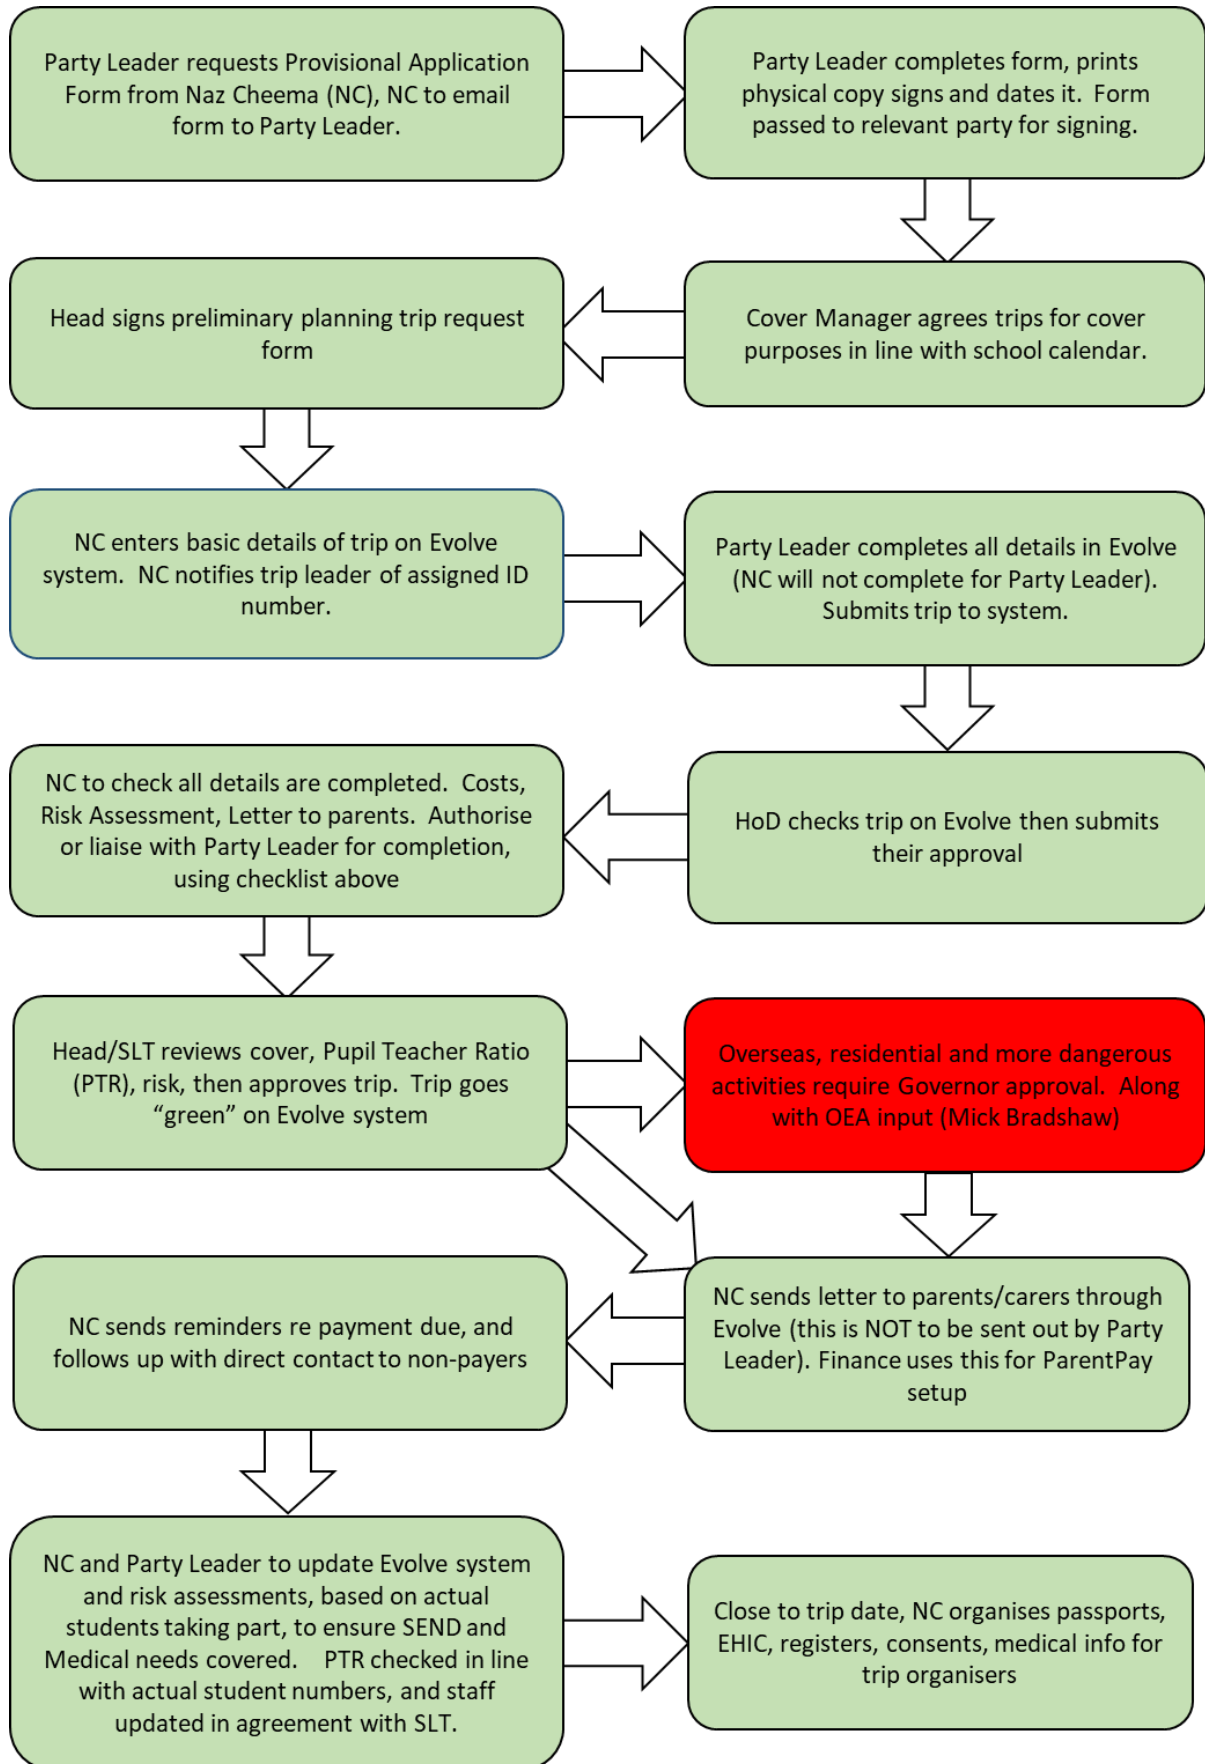 Party Leader requests Provisional Application
Form from Naz Cheema (NC), NC to email
form to Party Leader.
Party Leader completes form, prints
physical copy signs and dates it.  Form
passed to relevant party for signing.
Cover Manager agrees trips for cover
purposes in line with school calendar.
Head signs preliminary planning trip request
form
NC enters basic details of trip on Evolve
system.  NC notifies trip leader of assigned ID
number.
Party Leader completes all details in Evolve
(NC will not complete for Party Leader).
Submits trip to system.
HoD checks trip on Evolve then submits
their approval
NC to check all details are completed.  Costs,
Risk Assessment, Letter to parents.  Authorise
or liaise with Party Leader for completion,
using checklist above
Head/SLT reviews cover, Pupil Teacher Ratio
(PTR), risk, then approves trip.  Trip goes
“green” on Evolve system
Overseas, residential and more dangerous
activities require Governor approval.  Along
with OEA input (Mick Bradshaw)
NC sends letter to parents/carers through
Evolve (this is NOT to be sent out by Party
Leader). Finance uses this for ParentPay
setup
NC sends reminders re payment due, and
follows up with direct contact to non-payers
NC and Party Leader to update Evolve system
and risk assessments, based on actual
students taking part, to ensure SEND and
Medical needs covered.    PTR checked in line
with actual student numbers, and staff
updated in agreement with SLT.
Close to trip date, NC organises passports,
EHIC, registers, consents, medical info for
trip organisers